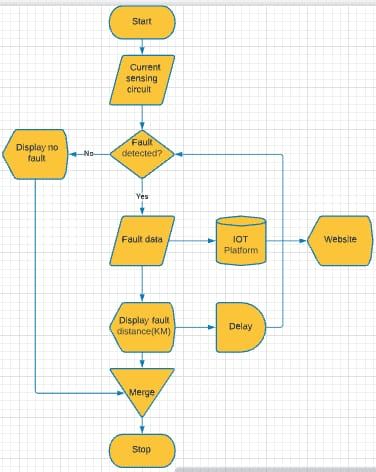 Start
Current
sensing
circuit
Fault
detected?
Display no
fault
No
Yes
Fault data
IOT
Platform
Website
Display fault
distance(KM)
Delay
Merge
Stop